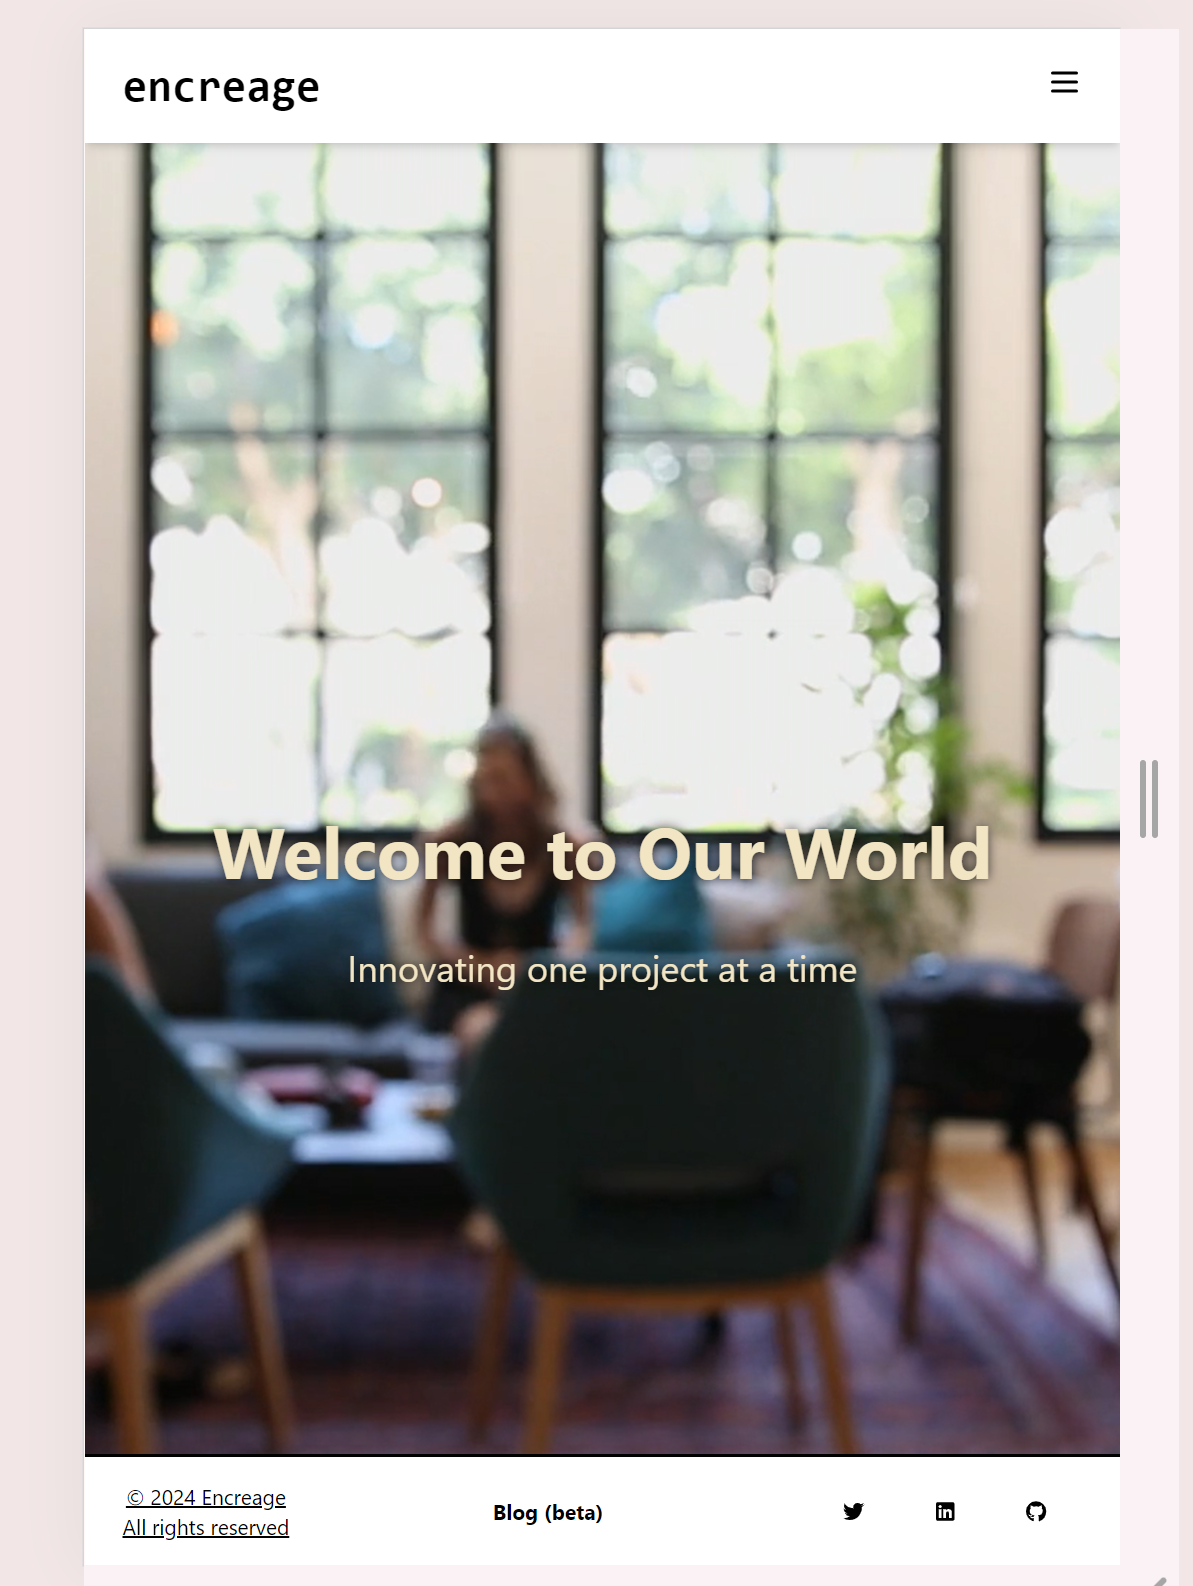 encreage
Welcome to Our World
Innovating one project at a time
© 2024 Encreage
All rights reserved
Blog (beta)